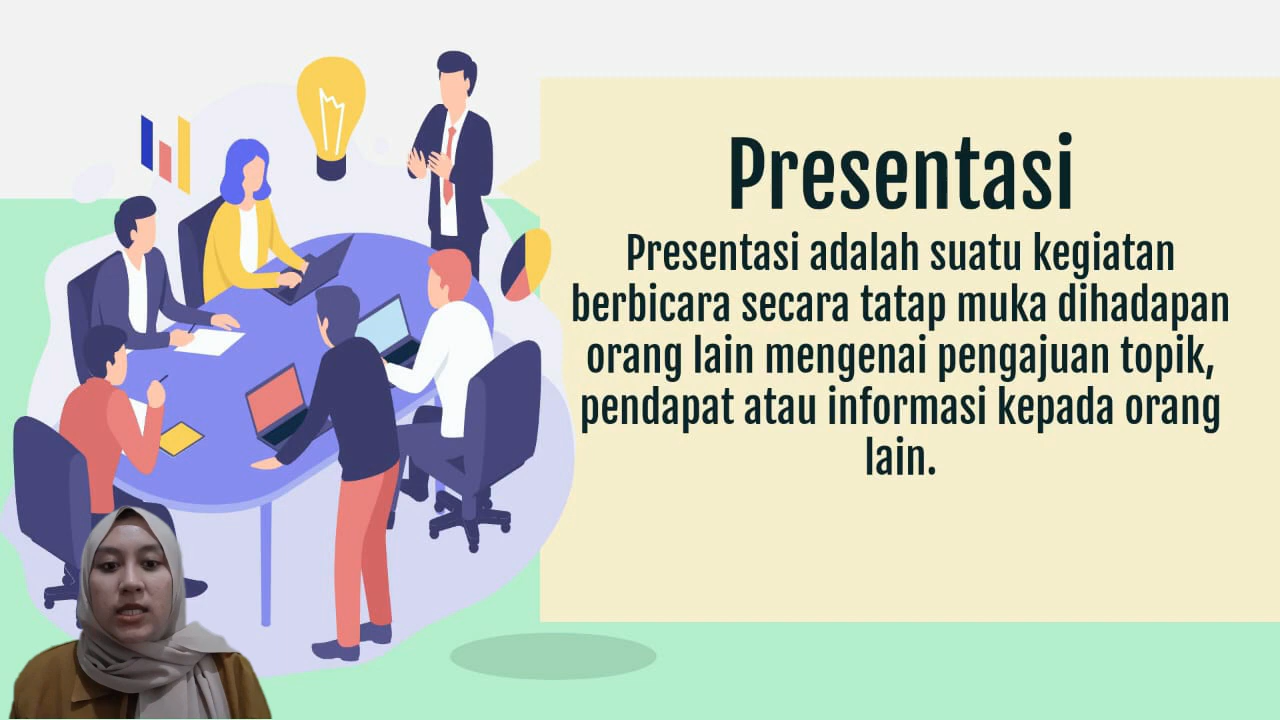 Presentasi
Presentasi adalah suatu kegiatan
berbicara secara tatap muka dihadapan
orang lain mengenai pengajuan topik,
pendapat atau informasi kepada orang
lain.